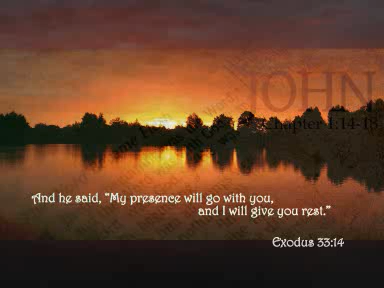 JOHN
Chapter 1:14-18
And he said, "My presence will go with you,
and I will give you rest."
Exodus 33:14